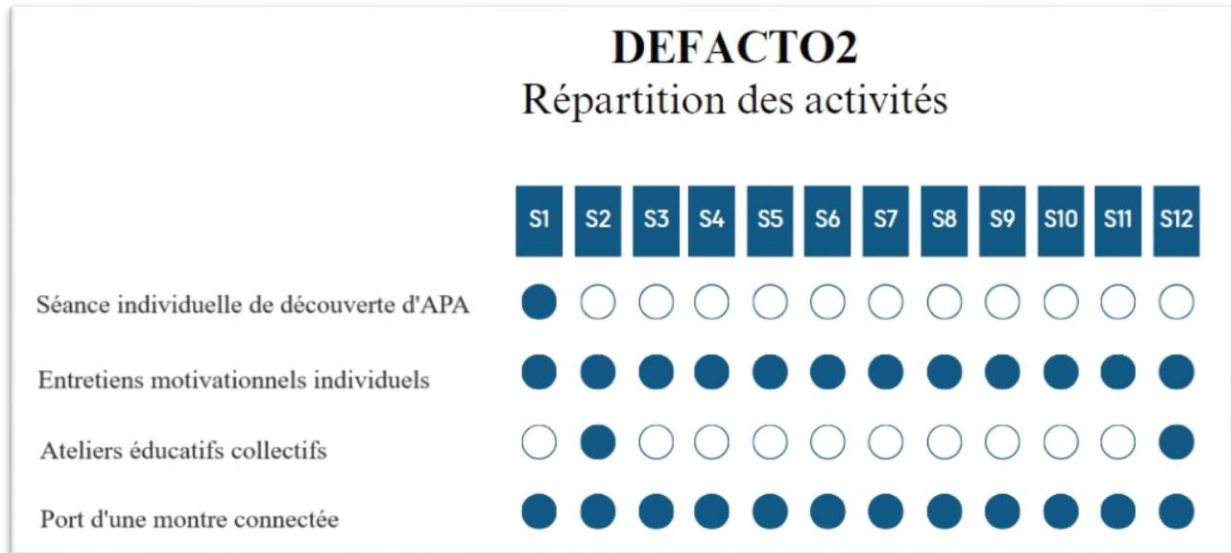 DEFACTO2
Répartition des activités
S1 S2 S3 S4 S5 S6 S7 S8 S9 S10 S11 S12
Séance individuelle de découverte d'APA
Entretiens motivationnels individuels
Ateliers éducatifs collectifs
Port d'une montre connectée